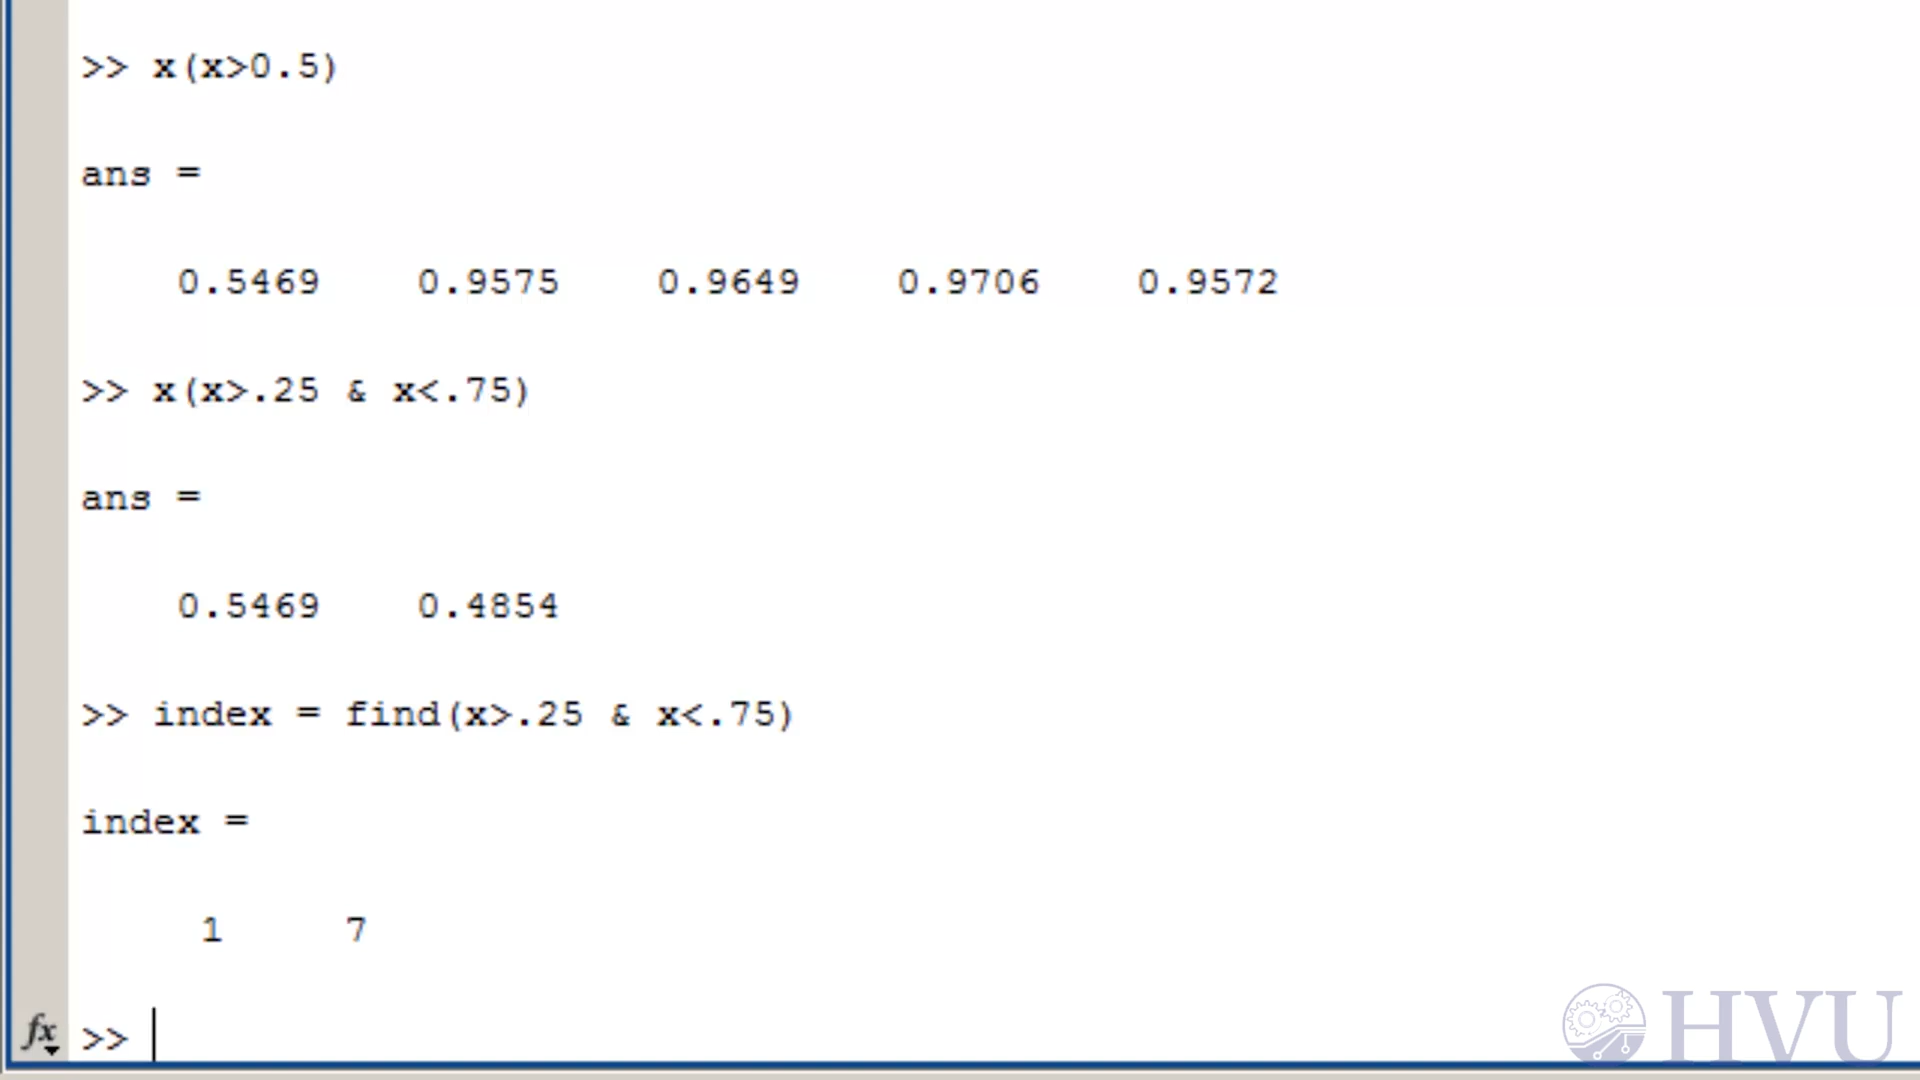 >> x(x>0.5)
ans =
0.5469 0.9575 0.9649 0.9706 0.9572
>> x(x>.25 & x<.75)
ans =
0.5469 0.4854
>> index = find(x>.25 & x<.75)
index =
1 7
fx >>
HVU